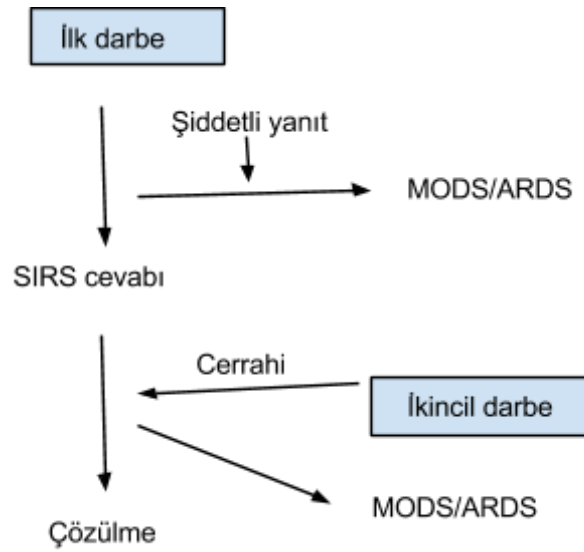 İlk darbe
Şiddetli yanıt
MODS/ARDS
SIRS cevabı
Cerrahi
İkincil darbe
MODS/ARDS
Çözülme